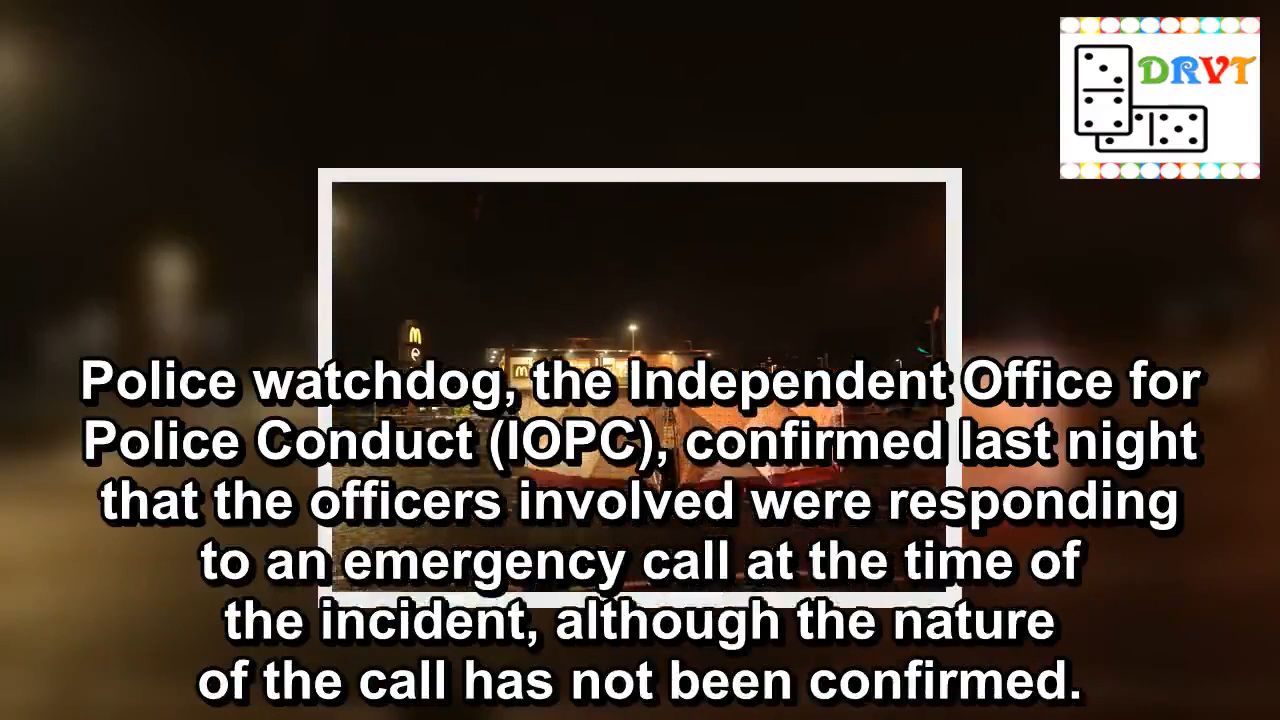 DRVT
Police watchdog, the Independent Office for
Police Conduct (IOPC), confirmed last night
that the officers involved were responding
to an emergency call at the time of
the incident, although the nature
of the call has not been confirmed.